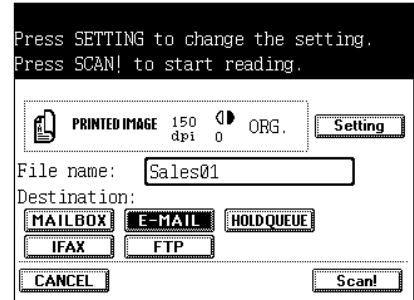 Press SETTING to change the setting.
Press SCAN! to start reading.
PRINTED IMAGE 150 dpi 0 ORG. Setting
File name: Sales01
Destination:
MAILBOX E-MAIL HOLD QUEUE
IFAX FTP
CANCEL Scan!